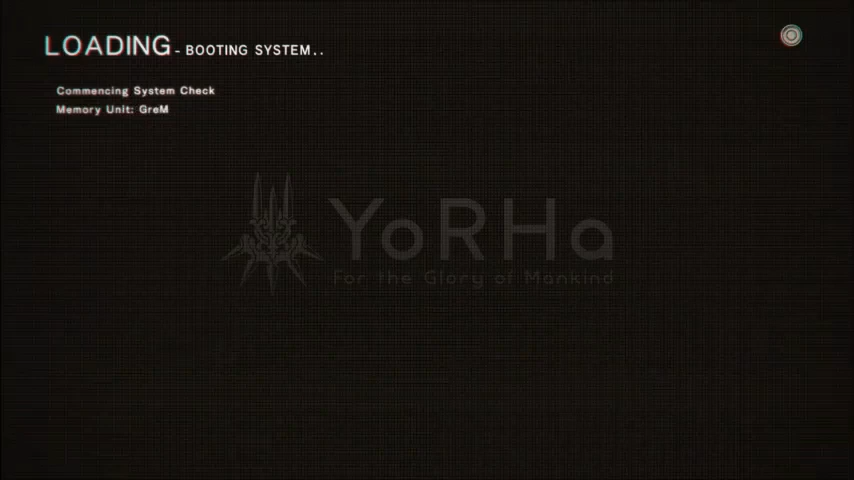 LOADING - BOOTING SYSTEM..
Commencing System Check
Memory Unit: GreM
YoRHa
For the Glory of Mankind